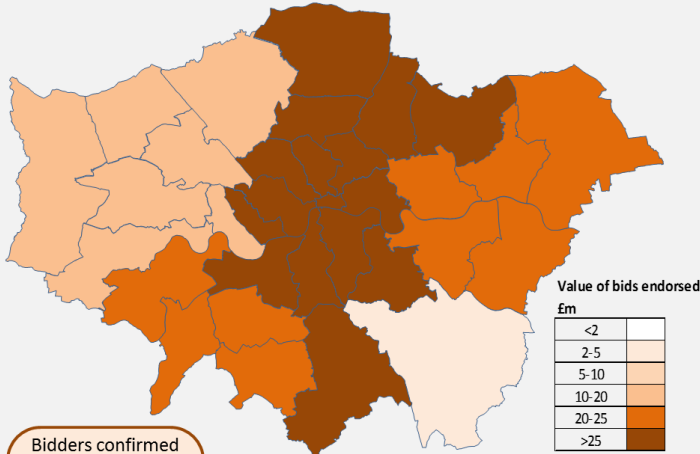 Value of bids endorsed
£m
<2
2-5
5-10
10-20
20-25
>25
Bidders confirmed